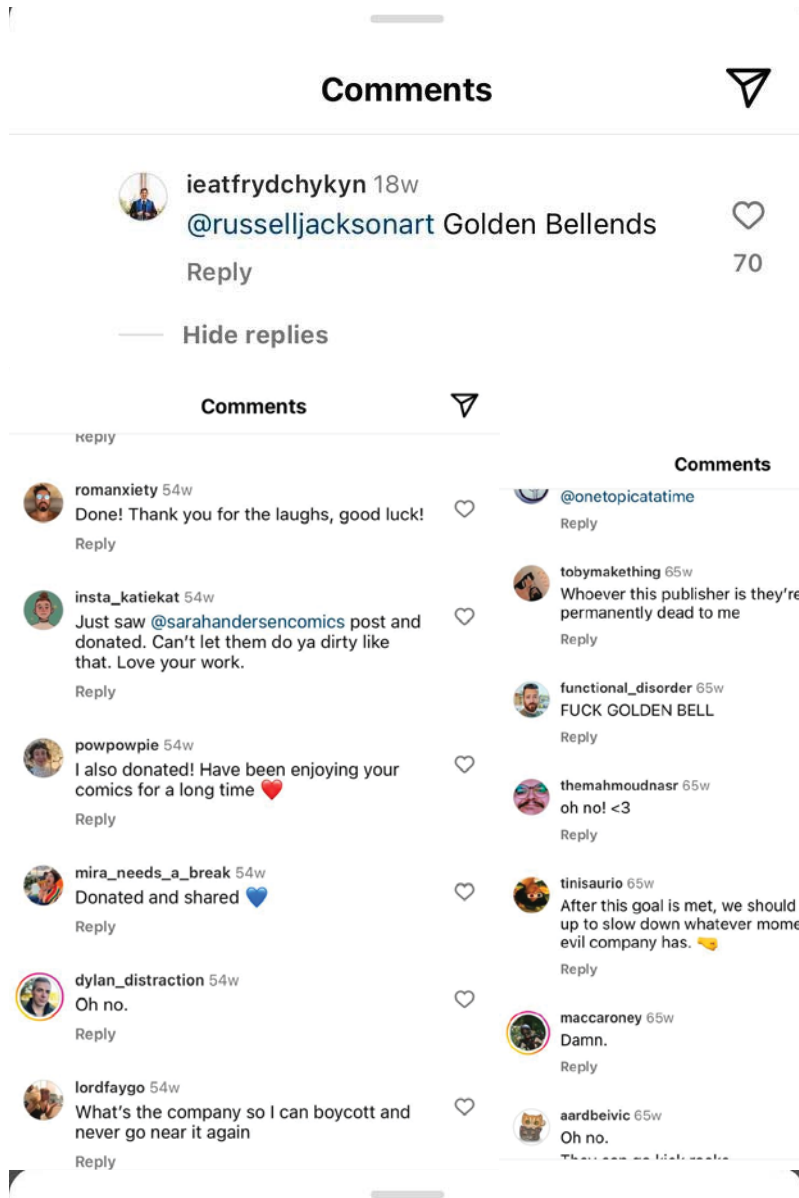 Comments
ieatfrydchykyn 18w
@russelljacksonart Golden Bellends
Reply
70
Hide replies
Comments
Reply
romanxiety 54w
Done! Thank you for the laughs, good luck!
Reply
insta_katiekat 54w
Just saw @sarahandersencomics post and
donated. Can't let them do ya dirty like
that. Love your work.
Reply
powpowpie 54w
I also donated! Have been enjoying your
comics for a long time ❤️
Reply
mira_needs_a_break 54w
Donated and shared 💙
Reply
dylan_distraction 54w
Oh no.
Reply
lordfaygo 54w
What's the company so I can boycott and
never go near it again
Reply
Comments
@onetopicatatime
Reply
tobymakething 65w
Whoever this publisher is they're
permanently dead to me
Reply
functional_disorder 65w
FUCK GOLDEN BELL
Reply
themahmoudnasr 65w
oh no! <3
Reply
tinisaurio 65w
After this goal is met, we should
up to slow down whatever mome
evil company has. 🤜
Reply
maccaroney 65w
Damn.
Reply
aardbeivic 65w
Oh no.
They can go kick rocks